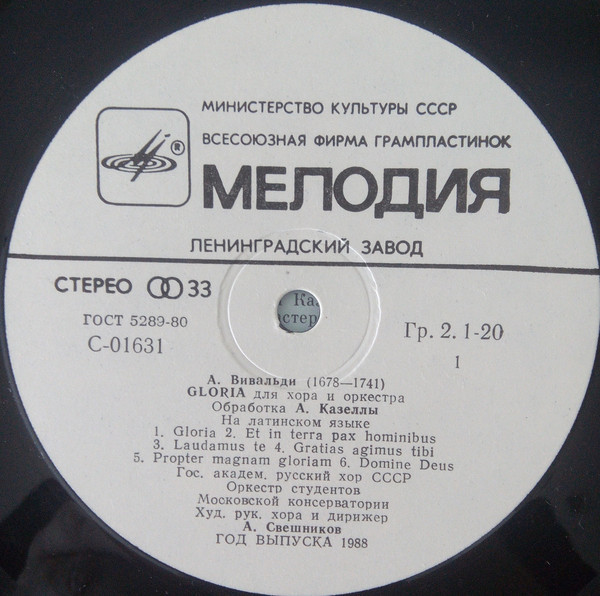 МИНИСТЕРСТВО КУЛЬТУРЫ СССР
ВСЕСОЮЗНАЯ ФИРМА ГРАМПЛАСТИНОК
®
МЕЛОДИЯ
ЛЕНИНГРАДСКИЙ ЗАВОД
СТЕРЕО 33
ГОСТ 5289-80
С-01631
Гр. 2. 1-20
1
А. Вивальди (1678—1741)
GLORIA для хора и оркестра
Обработка А. Казеллы
На латинском языке
1. Gloria 2. Et in terra pax hominibus
3. Laudamus te 4. Gratias agimus tibi
5. Propter magnam gloriam 6. Domine Deus
Гос. академ. русский хор СССР
Оркестр студентов
Московской консерватории
Худ. рук. хора и дирижер
А. Свешников
ГОД ВЫПУСКА 1988